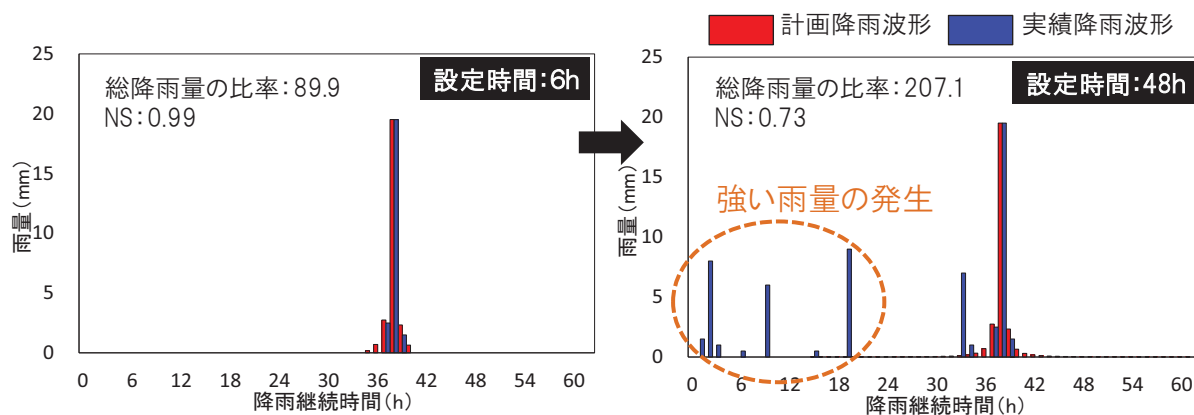 計画降雨波形 実績降雨波形
設定時間:6h
総降雨量の比率:89.9
NS:0.99
雨量(mm)
25
20
15
10
5
0
0 6 12 18 24 30 36 42 48 54 60
降雨継続時間(h)
設定時間:48h
総降雨量の比率:207.1
NS:0.73
強い雨量の発生
雨量(mm)
25
20
15
10
5
0
0 6 12 18 24 30 36 42 48 54 60
降雨継続時間(h)